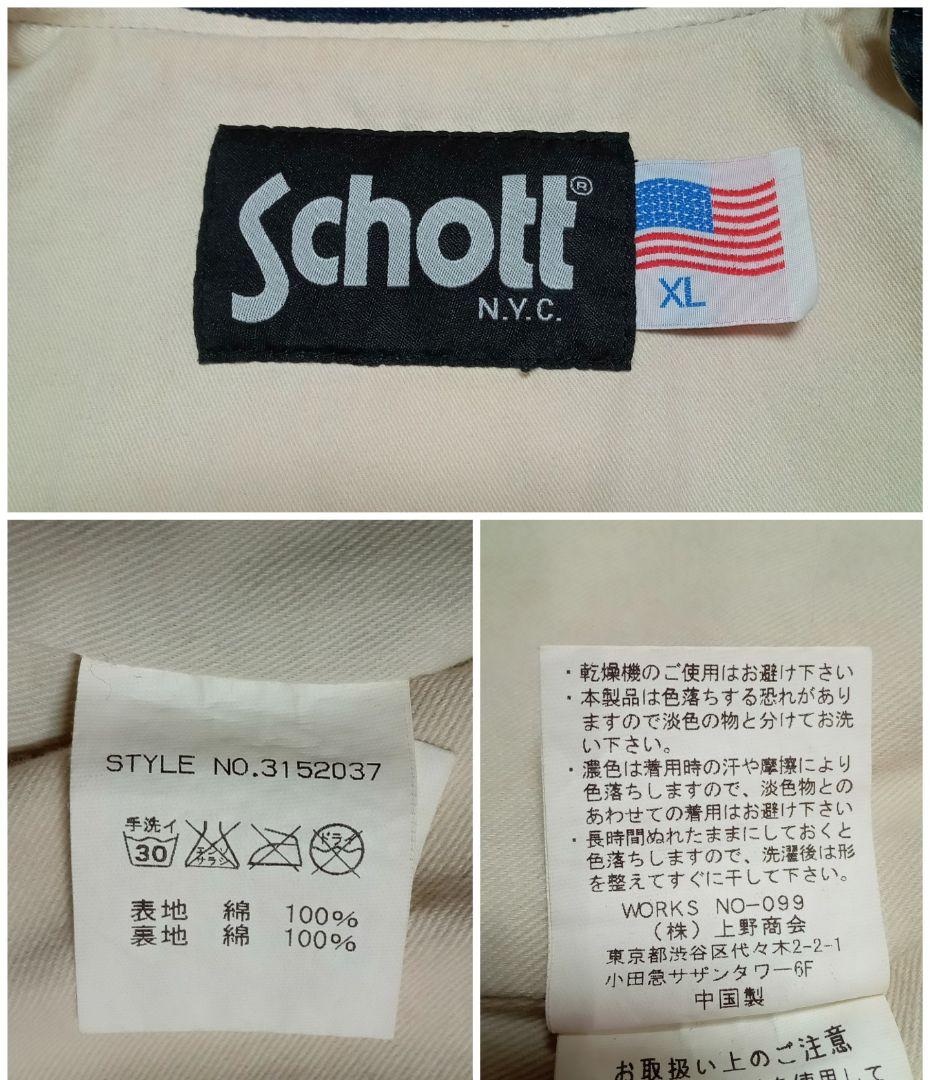 Schott®
N.Y.C.
XL
STYLE NO.3152037
手洗イ
30
エンソ
サラシ
ドライ
表地 綿 100%
裏地 綿 100%
・乾燥機のご使用はお避け下さい
・本製品は色落ちする恐れがあり
ますので淡色の物と分けてお洗
い下さい。
・濃色は着用時の汗や摩擦により
色落ちしますので、淡色物との
あわせての着用はお避け下さい
・長時間ぬれたままにしておくと
色落ちしますので、洗濯後は形
を整えてすぐに干して下さい。
WORKS NO-099
(株)上野商会
東京都渋谷区代々木2-2-1
小田急サザンタワー6F
中国製
お取扱い上のご注意
使用して